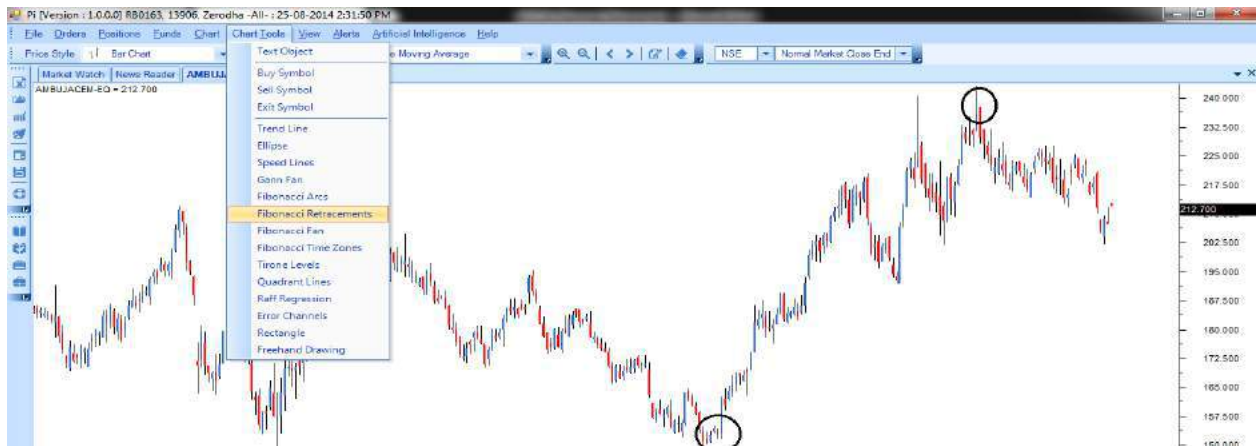 Pi [Version : 1.0.0.0] RB0163, 13906, Zerodha -All- : 25-08-2014 2:31:50 PM
File Orders Positions Funds Chart Chart Tools View Alerts Artificial Intelligence Help
Price Style Bar Chart e Moving Average NSE Normal Market Close End
Market Watch News Reader AMBUJA
AMBUJACEM-EQ = 212.700
Text Object
Buy Symbol
Sell Symbol
Exit Symbol
Trend Line
Ellipse
Speed Lines
Gann Fan
Fibonacci Arcs
Fibonacci Retracements
Fibonacci Fan
Fibonacci Time Zones
Tirone Levels
Quadrant Lines
Raff Regression
Error Channels
Rectangle
Freehand Drawing
240.000
232.500
225.000
217.500
212.700
202.500
195.000
187.500
180.000
172.500
165.000
157.500
150.000